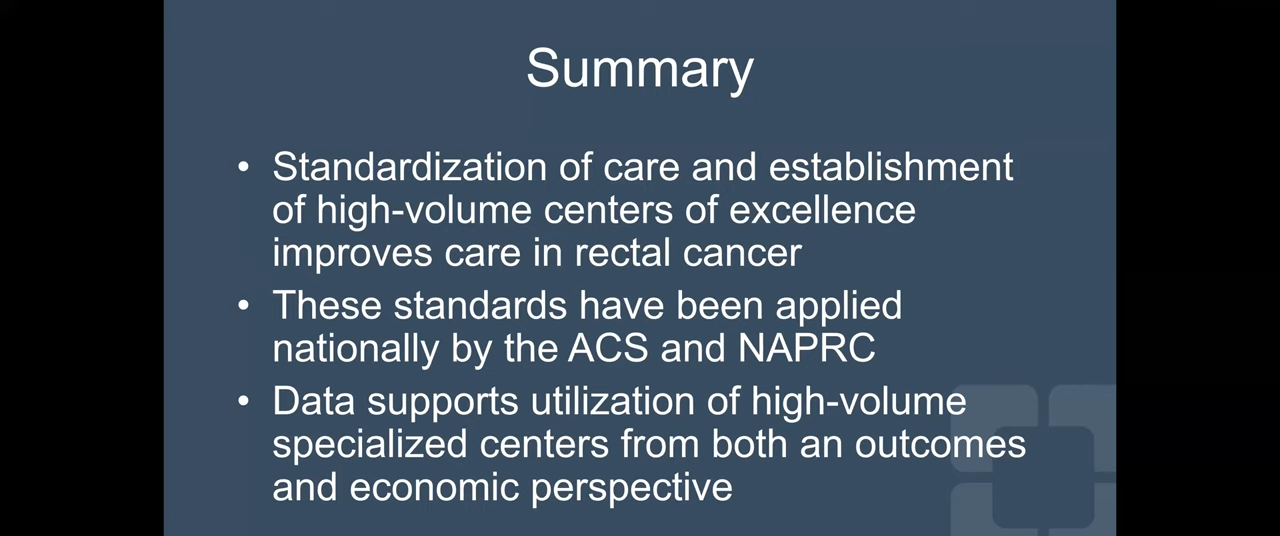 Summary
• Standardization of care and establishment
of high-volume centers of excellence
improves care in rectal cancer
• These standards have been applied
nationally by the ACS and NAPRC
• Data supports utilization of high-volume
specialized centers from both an outcomes
and economic perspective